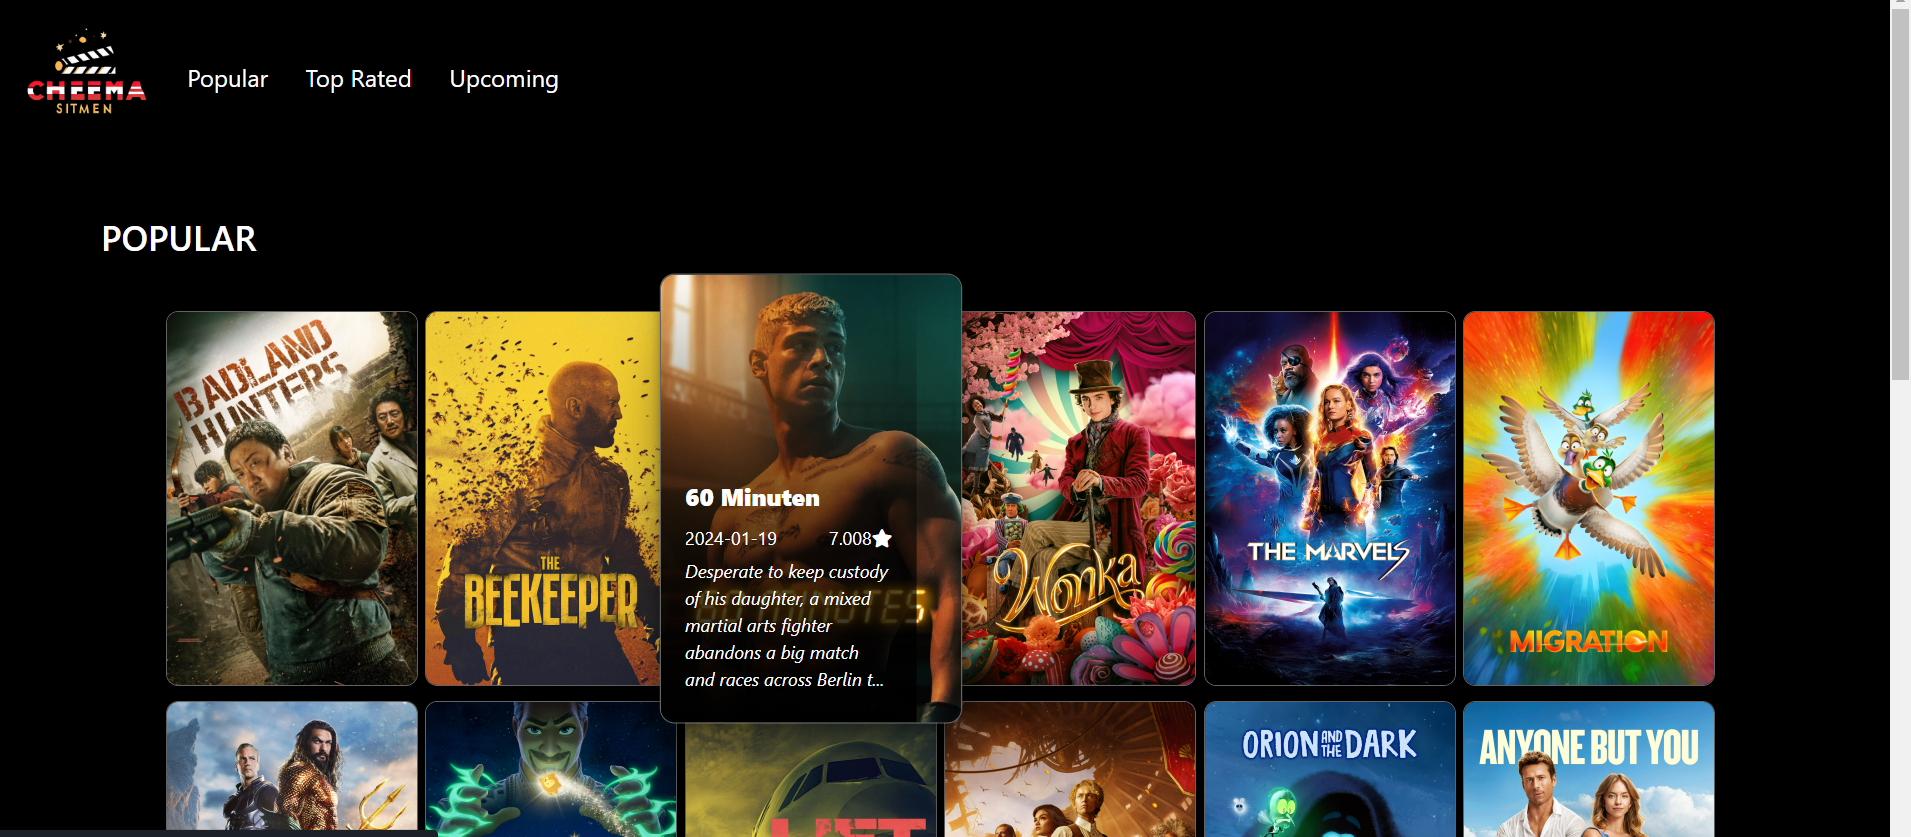 CHEEMA
SITMEN
Popular Top Rated Upcoming
POPULAR
BADLAND
HUNTERS
THE
BEEKEEPER
60 Minuten
2024-01-19 7.008
Desperate to keep custody
of his daughter, a mixed
martial arts fighter
abandons a big match
and races across Berlin t...
Wonka
THE MARVELS
MIGRATION
ORION AND THE DARK
ANYONE BUT YOU